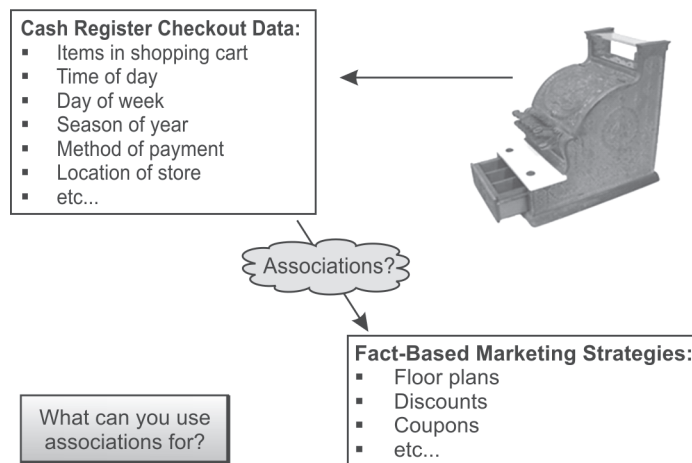 Cash Register Checkout Data:
▪ Items in shopping cart
▪ Time of day
▪ Day of week
▪ Season of year
▪ Method of payment
▪ Location of store
▪ etc...
Associations?
Fact-Based Marketing Strategies:
▪ Floor plans
▪ Discounts
▪ Coupons
▪ etc...
What can you use
associations for?